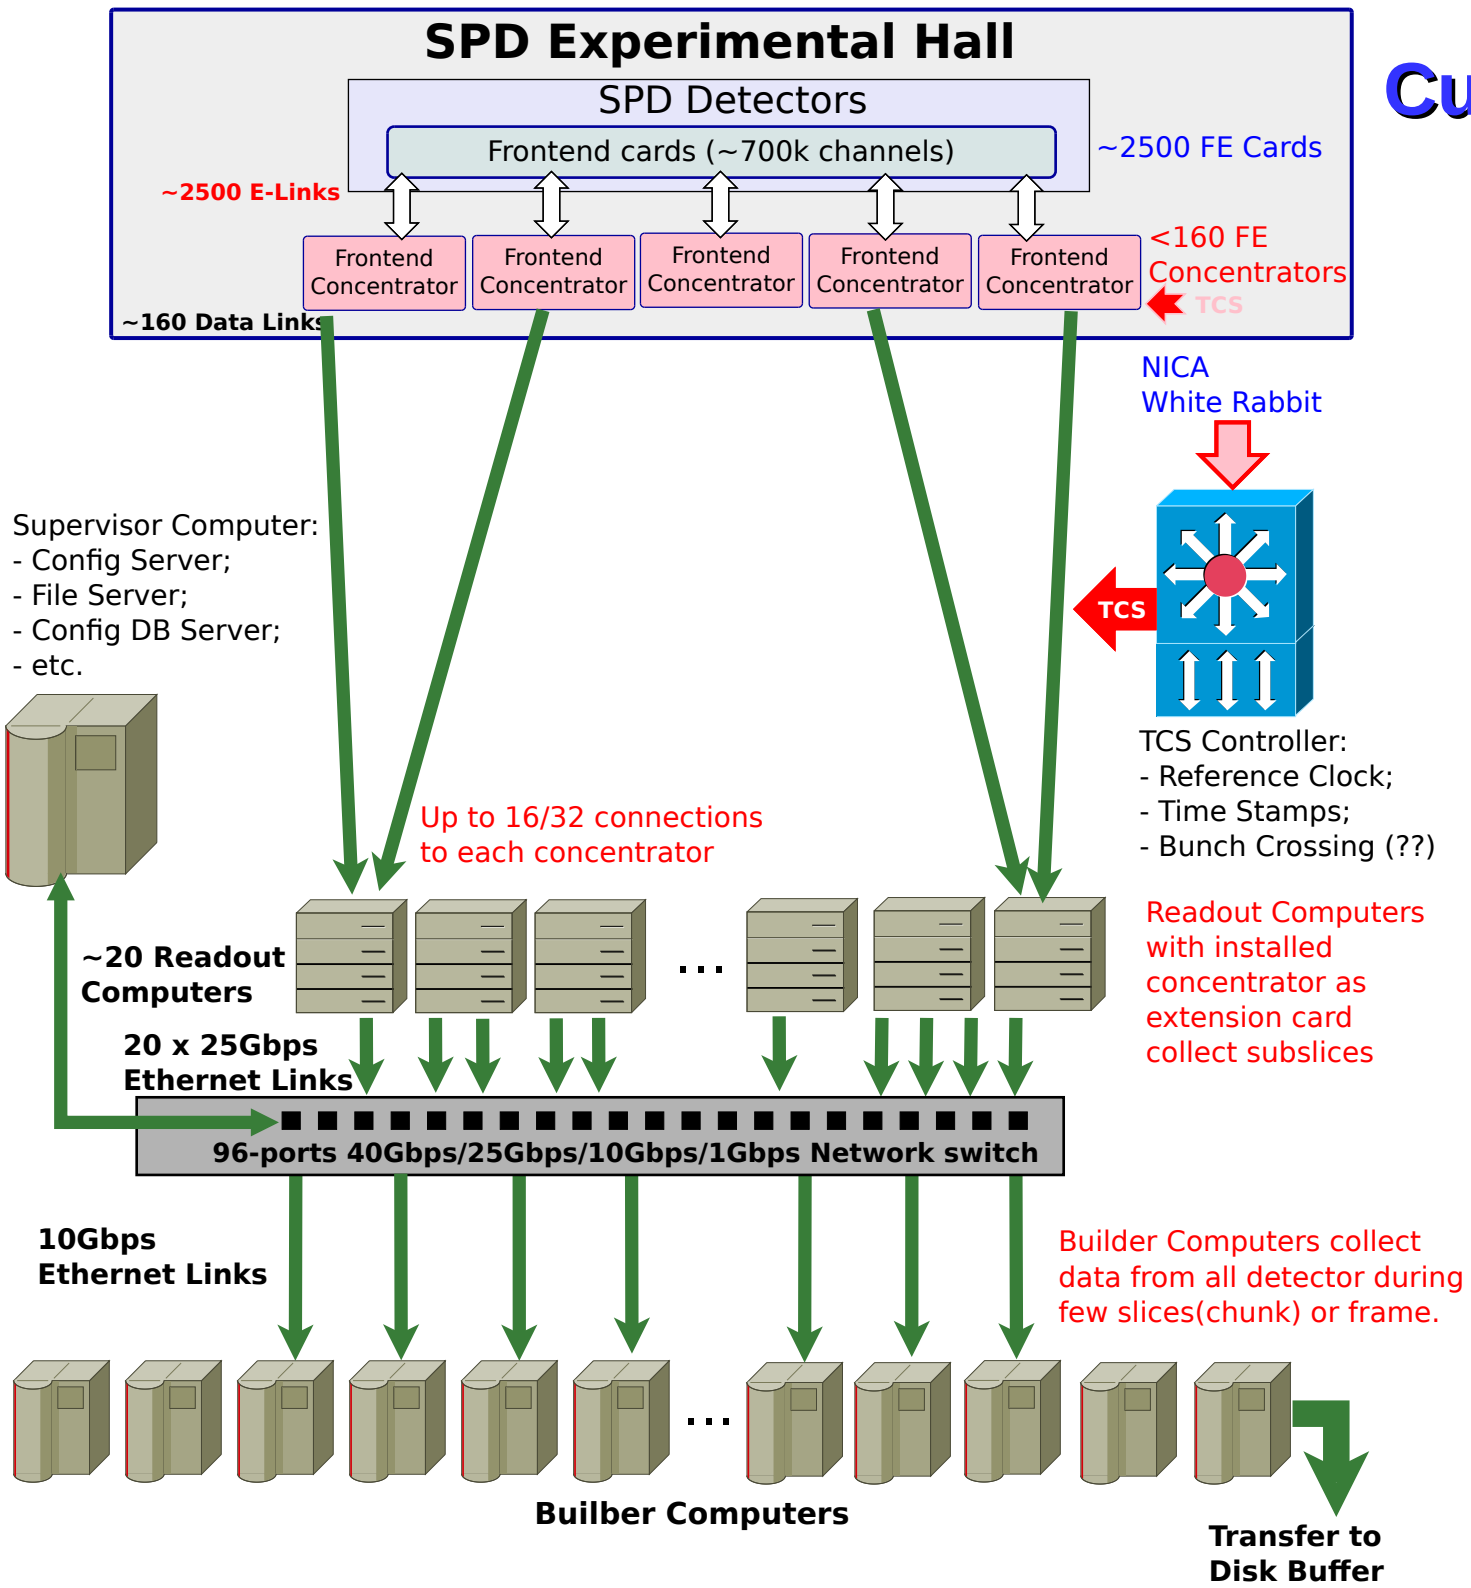 SPD Experimental Hall
Cu
SPD Detectors
Frontend cards (~700k channels)
~2500 FE Cards
~2500 E-Links
Frontend
Concentrator
Frontend
Concentrator
Frontend
Concentrator
Frontend
Concentrator
Frontend
Concentrator
<160 FE
Concentrators
TCS
~160 Data Links
NICA
White Rabbit
Supervisor Computer:
- Config Server;
- File Server;
- Config DB Server;
- etc.
TCS
TCS Controller:
- Reference Clock;
- Time Stamps;
- Bunch Crossing (??)
Up to 16/32 connections
to each concentrator
~20 Readout
Computers
...
Readout Computers
with installed
concentrator as
extension card
collect subslices
20 x 25Gbps
Ethernet Links
96-ports 40Gbps/25Gbps/10Gbps/1Gbps Network switch
10Gbps
Ethernet Links
Builder Computers collect
data from all detector during
few slices(chunk) or frame.
...
Builber Computers
Transfer to
Disk Buffer